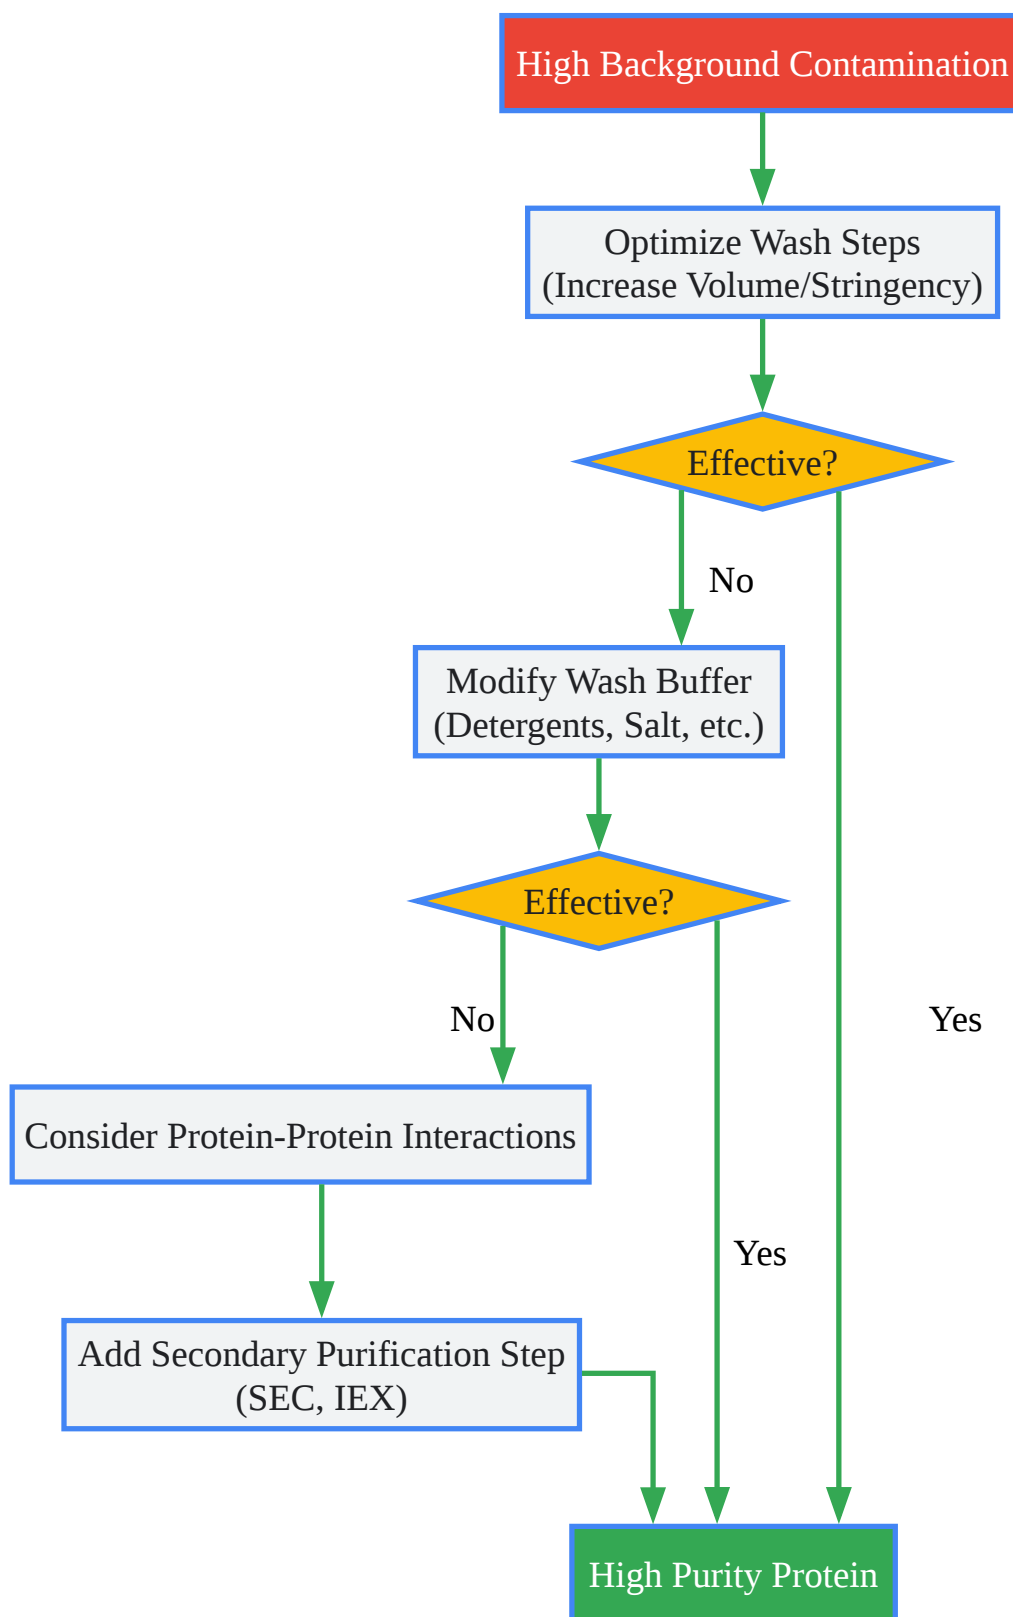 High Background Contamination
Optimize Wash Steps
(Increase Volume/Stringency)
Effective?
No
Modify Wash Buffer
(Detergents, Salt, etc.)
Effective?
No
Yes
Consider Protein-Protein Interactions
Yes
Add Secondary Purification Step
(SEC, IEX)
High Purity Protein